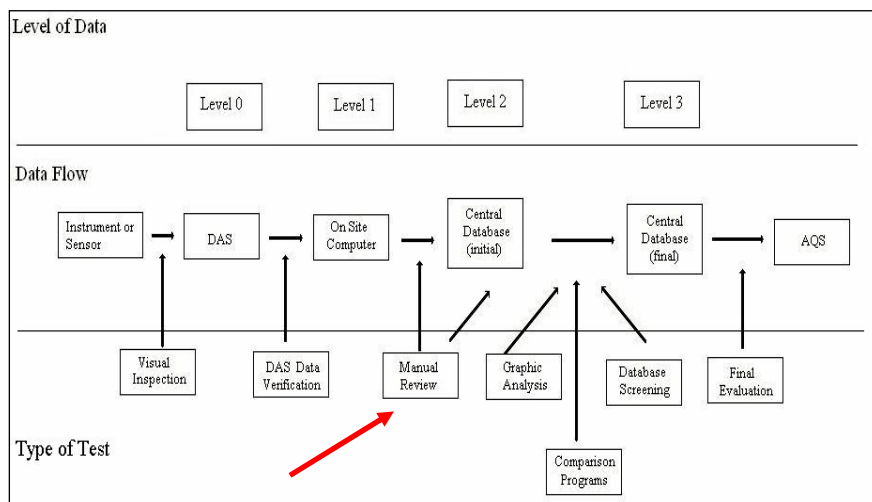 Level of Data
Level 0
Level 1
Level 2
Level 3
Data Flow
Instrument or
Sensor
DAS
On Site
Computer
Central
Database
(initial)
Central
Database
(final)
AQS
Visual
Inspection
DAS Data
Verification
Manual
Review
Graphic
Analysis
Database
Screening
Final
Evaluation
Type of Test
Comparison
Programs